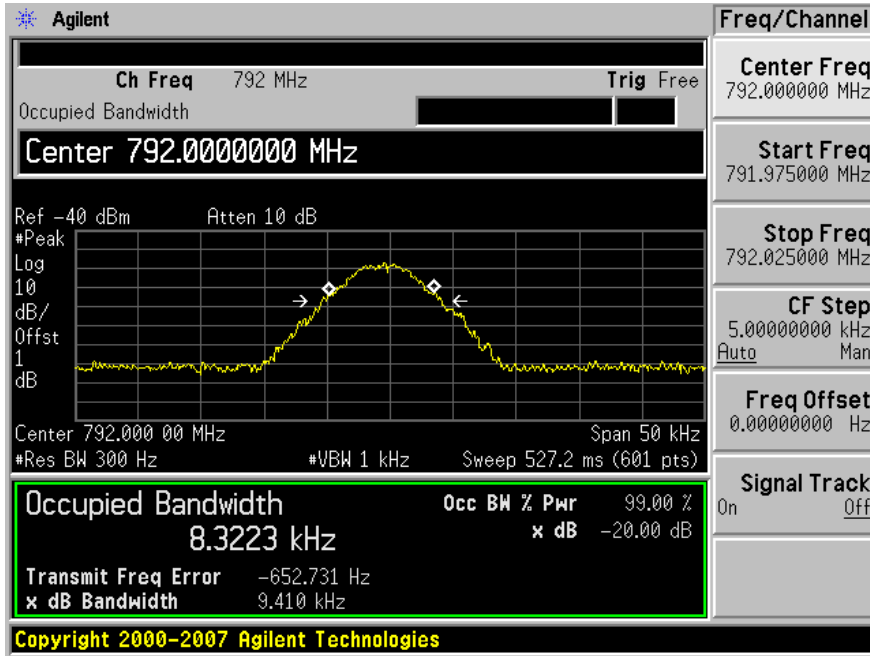 Agilent
Freq/Channel
Ch Freq 792 MHz Trig Free
Occupied Bandwidth
Center 792.0000000 MHz
Ref -40 dBm Atten 10 dB
#Peak
Log
10
dB/
Offst
1
dB
Center 792.000 00 MHz Span 50 kHz
#Res BW 300 Hz #VBW 1 kHz Sweep 527.2 ms (601 pts)
Occupied Bandwidth
8.3223 kHz
Occ BW % Pwr 99.00 %
x dB -20.00 dB
Transmit Freq Error -652.731 Hz
x dB Bandwidth 9.410 kHz
Copyright 2000-2007 Agilent Technologies
Center Freq
792.000000 MHz
Start Freq
791.975000 MHz
Stop Freq
792.025000 MHz
CF Step
5.00000000 kHz
Auto Man
Freq Offset
0.00000000 Hz
Signal Track
On Off